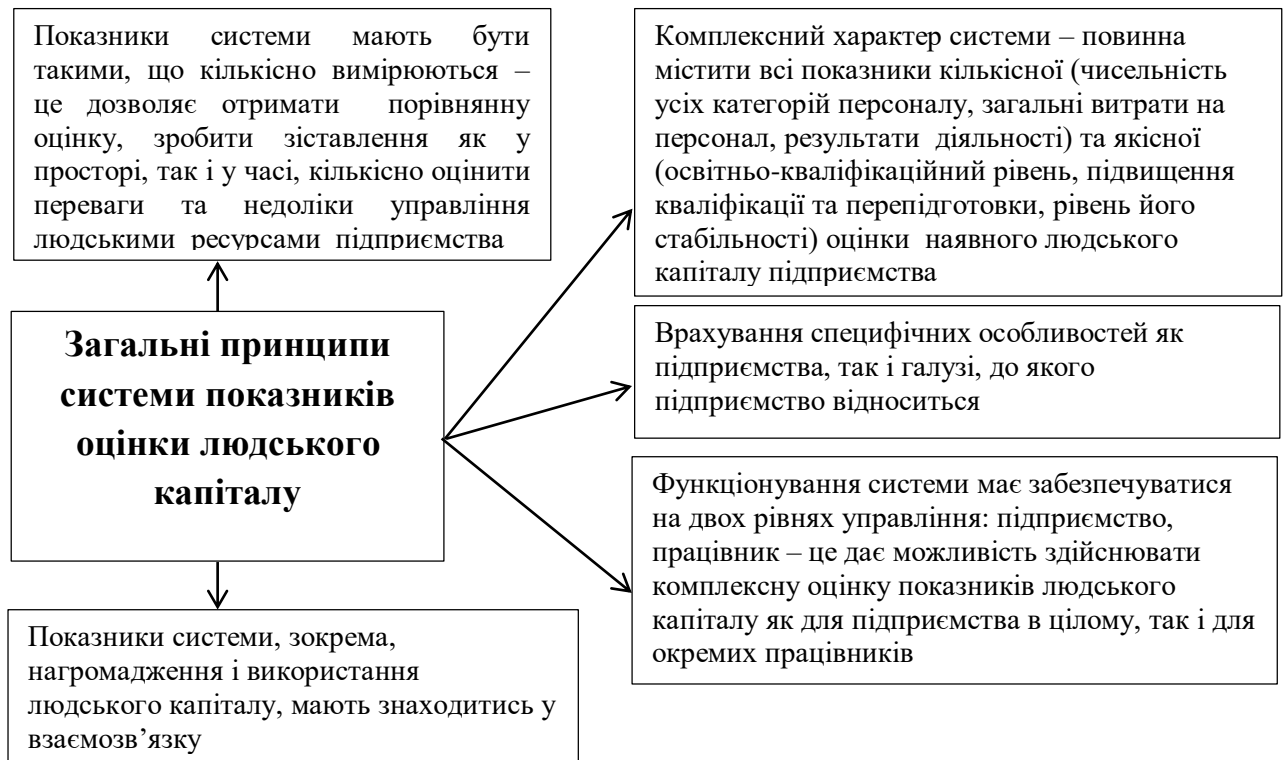 Показники системи мають бути
такими, що кількісно вимірюються –
це дозволяє отримати порівнянну
оцінку, зробити зіставлення як у
просторі, так і у часі, кількісно оцінити
переваги та недоліки управління
людськими ресурсами підприємства
Комплексний характер системи – повинна
містити всі показники кількісної (чисельність
усіх категорій персоналу, загальні витрати на
персонал, результати діяльності) та якісної
(освітньо-кваліфікаційний рівень, підвищення
кваліфікації та перепідготовки, рівень його
стабільності) оцінки наявного людського
капіталу підприємства
Загальні принципи
системи показників
оцінки людського
капіталу
Врахування специфічних особливостей як
підприємства, так і галузі, до якого
підприємство відноситься
Функціонування системи має забезпечуватися
на двох рівнях управління: підприємство,
працівник – це дає можливість здійснювати
комплексну оцінку показників людського
капіталу як для підприємства в цілому, так і для
окремих працівників
Показники системи, зокрема,
нагромадження і використання
людського капіталу, мають знаходитись у
взаємозв’язку